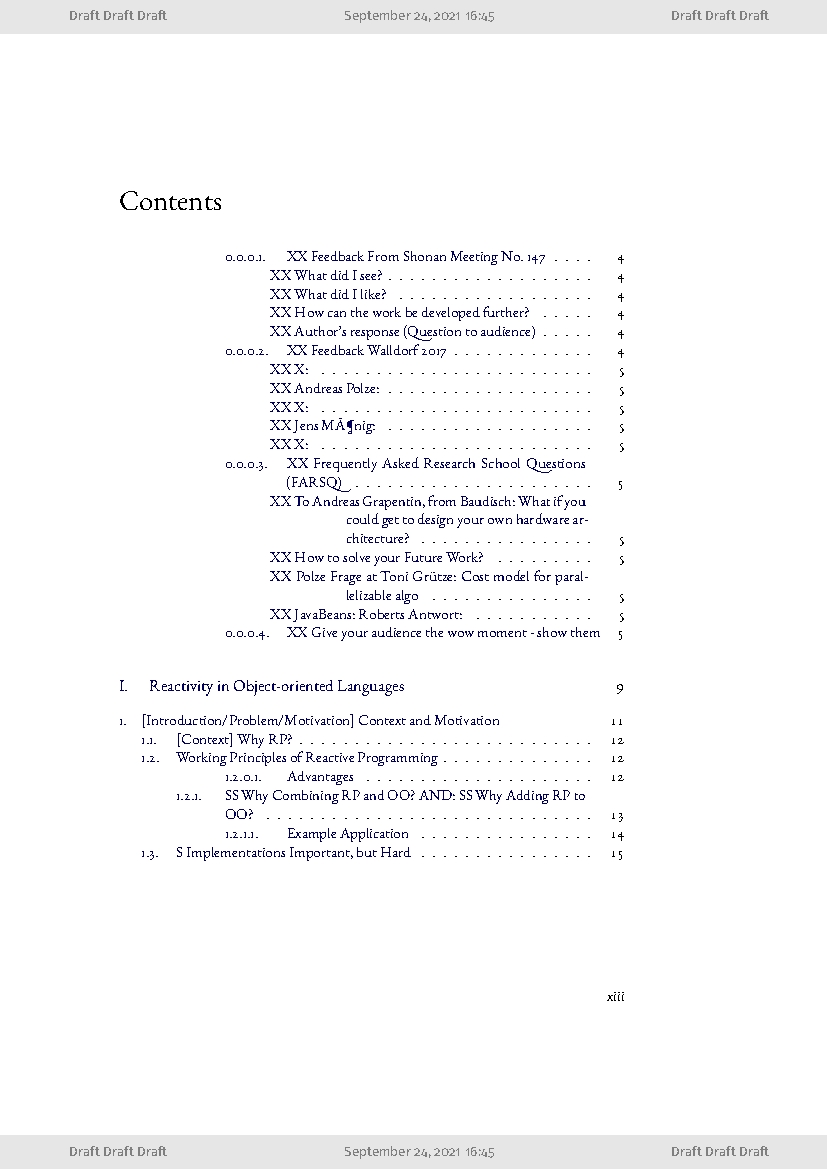 Draft Draft Draft September 24, 2021 16:45 Draft Draft Draft
Contents
0.0.0.1. XX Feedback From Shonan Meeting No. 147 . . . . 4
XX What did I see? . . . . . . . . . . . . . . . . . . . 4
XX What did I like? . . . . . . . . . . . . . . . . . . 4
XX How can the work be developed further? . . . . . 4
XX Author's response (Question to audience) . . . . . 4
0.0.0.2. XX Feedback Walldorf 2017 . . . . . . . . . . . . . 4
XX X: . . . . . . . . . . . . . . . . . . . . . . . . . 5
XX Andreas Polze: . . . . . . . . . . . . . . . . . . . 5
XX X: . . . . . . . . . . . . . . . . . . . . . . . . . 5
XX Jens MÃ¶nig: . . . . . . . . . . . . . . . . . . . 5
XX X: . . . . . . . . . . . . . . . . . . . . . . . . . 5
0.0.0.3. XX Frequently Asked Research School Questions
(FARSQ) . . . . . . . . . . . . . . . . . . . . . . 5
XX To Andreas Grapentin, from Baudisch: What if you
could get to design your own hardware ar-
chitecture? . . . . . . . . . . . . . . . . 5
XX How to solve your Future Work? . . . . . . . . . 5
XX Polze Frage at Toni Grütze: Cost model for paral-
lelizable algo . . . . . . . . . . . . . . . 5
XX JavaBeans: Roberts Antwort: . . . . . . . . . . . 5
0.0.0.4. XX Give your audience the wow moment - show them 5
I. Reactivity in Object-oriented Languages 9
1. [Introduction/Problem/Motivation] Context and Motivation 11
1.1. [Context] Why RP? . . . . . . . . . . . . . . . . . . . . . . . . . . . 12
1.2. Working Principles of Reactive Programming . . . . . . . . . . . . . . 12
1.2.0.1. Advantages . . . . . . . . . . . . . . . . . . . . . 12
1.2.1. SS Why Combining RP and OO? AND: SS Why Adding RP to
OO? . . . . . . . . . . . . . . . . . . . . . . . . . . . . . . 13
1.2.1.1. Example Application . . . . . . . . . . . . . . . . 14
1.3. S Implementations Important, but Hard . . . . . . . . . . . . . . . . 15
xiii
Draft Draft Draft September 24, 2021 16:45 Draft Draft Draft